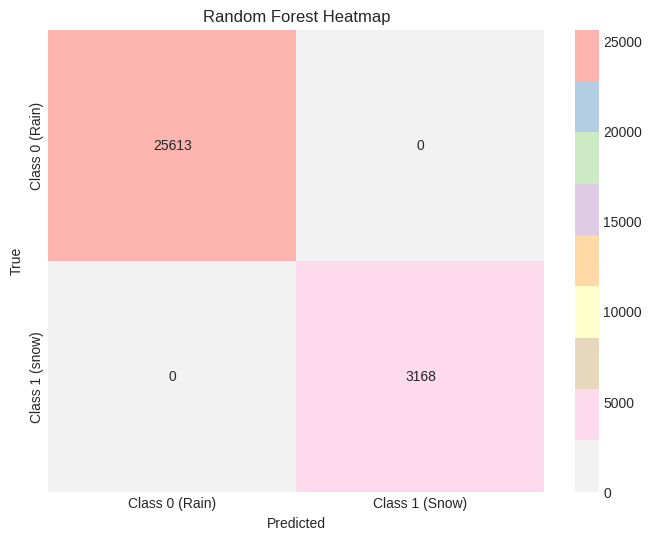 Random Forest Heatmap
Class 0 (Rain)
25613
0
True
Class 1 (snow)
0
3168
Class 0 (Rain)
Class 1 (Snow)
Predicted
25000
20000
15000
10000
5000
0